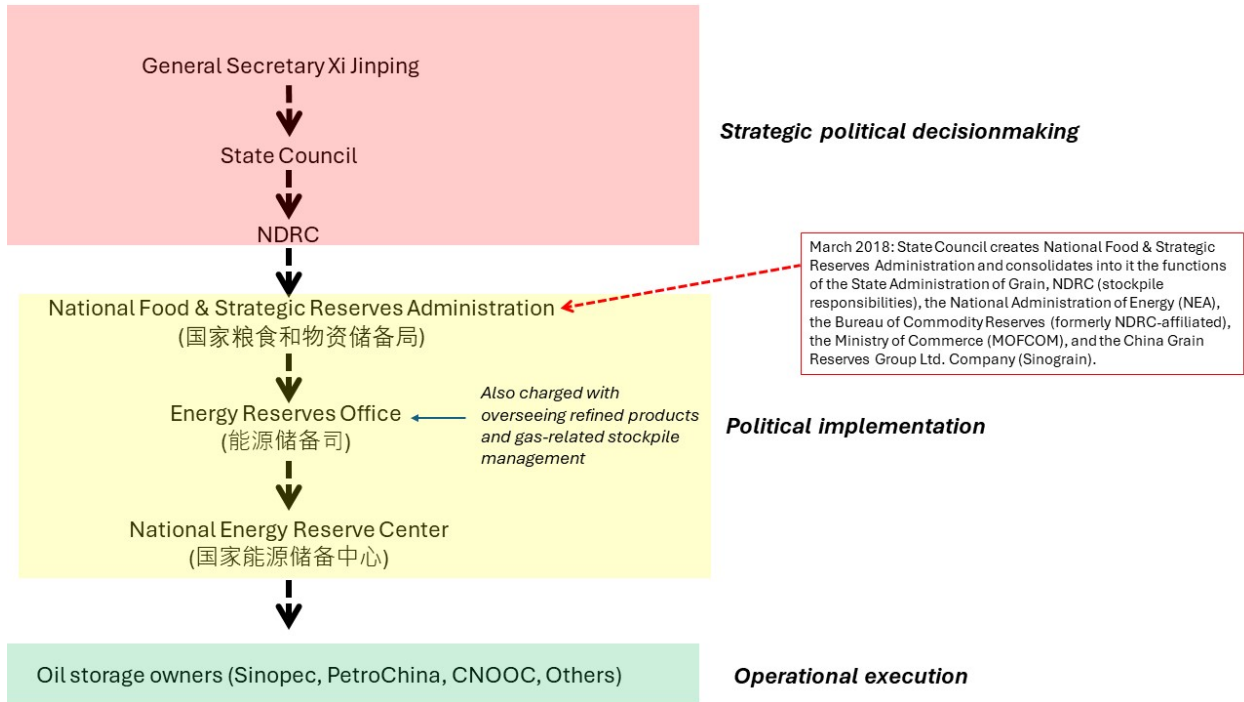 General Secretary Xi Jinping
Strategic political decisionmaking
State Council
NDRC
March 2018: State Council creates National Food & Strategic
Reserves Administration and consolidates into it the functions
of the State Administration of Grain, NDRC (stockpile
responsibilities), the National Administration of Energy (NEA),
the Bureau of Commodity Reserves (formerly NDRC-affiliated),
the Ministry of Commerce (MOFCOM), and the China Grain
Reserves Group Ltd. Company (Sinograin).
National Food & Strategic Reserves Administration
(国家粮食和物资储备局)
Energy Reserves Office
(能源储备司)
Also charged with
overseeing refined products
and gas-related stockpile
management
Political implementation
National Energy Reserve Center
(国家能源储备中心)
Oil storage owners (Sinopec, PetroChina, CNOOC, Others)
Operational execution